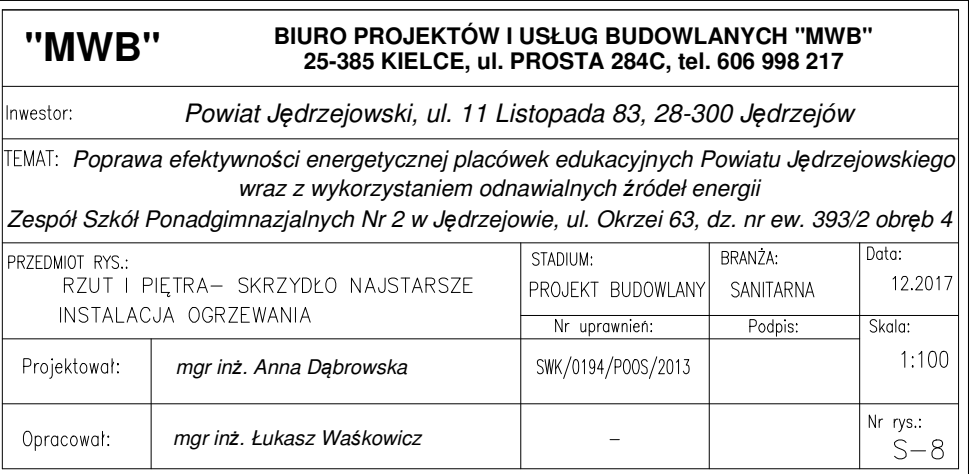 "MWB"
BIURO PROJEKTÓW I USŁUG BUDOWLANYCH "MWB"
25-385 KIELCE, ul. PROSTA 284C, tel. 606 998 217
Inwestor:
Powiat Jędrzejowski, ul. 11 Listopada 83, 28-300 Jędrzejów
TEMAT: Poprawa efektywności energetycznej placówek edukacyjnych Powiatu Jędrzejowskiego
wraz z wykorzystaniem odnawialnych źródeł energii
Zespół Szkół Ponadgimnazjalnych Nr 2 w Jędrzejowie, ul. Okrzei 63, dz. nr ew. 393/2 obręb 4
PRZEDMIOT RYS.:
RZUT I PIĘTRA– SKRZYDŁO NAJSTARSZE
INSTALACJA OGRZEWANIA
STADIUM:
PROJEKT BUDOWLANY
BRANŻA:
SANITARNA
Data:
12.2017
Nr uprawnień:
Podpis:
Skala:
1:100
Projektował:
mgr inż. Anna Dąbrowska
SWK/0194/POOS/2013
Opracował:
mgr inż. Łukasz Waśkowicz
–
Nr rys.:
S–8